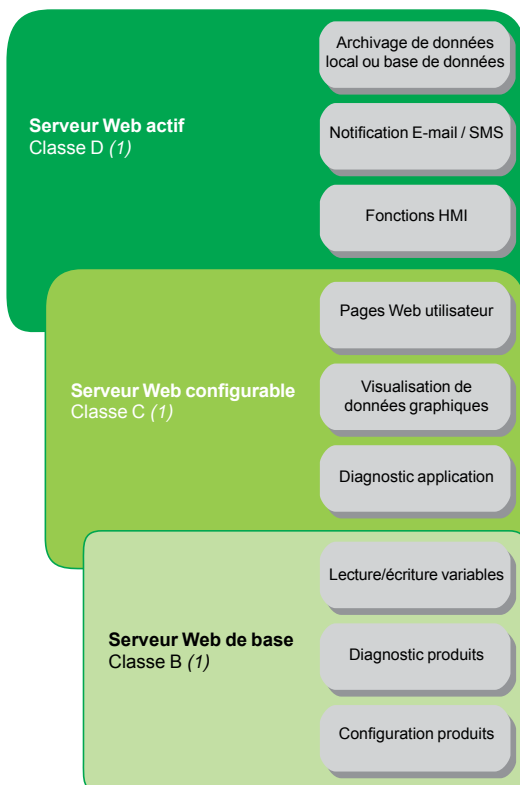 Archivage de données
local ou base de données
Serveur Web actif
Classe D (1)
Notification E-mail / SMS
Fonctions HMI
Pages Web utilisateur
Serveur Web configurable
Classe C (1)
Visualisation de
données graphiques
Diagnostic application
Lecture/écriture variables
Serveur Web de base
Classe B (1)
Diagnostic produits
Configuration produits